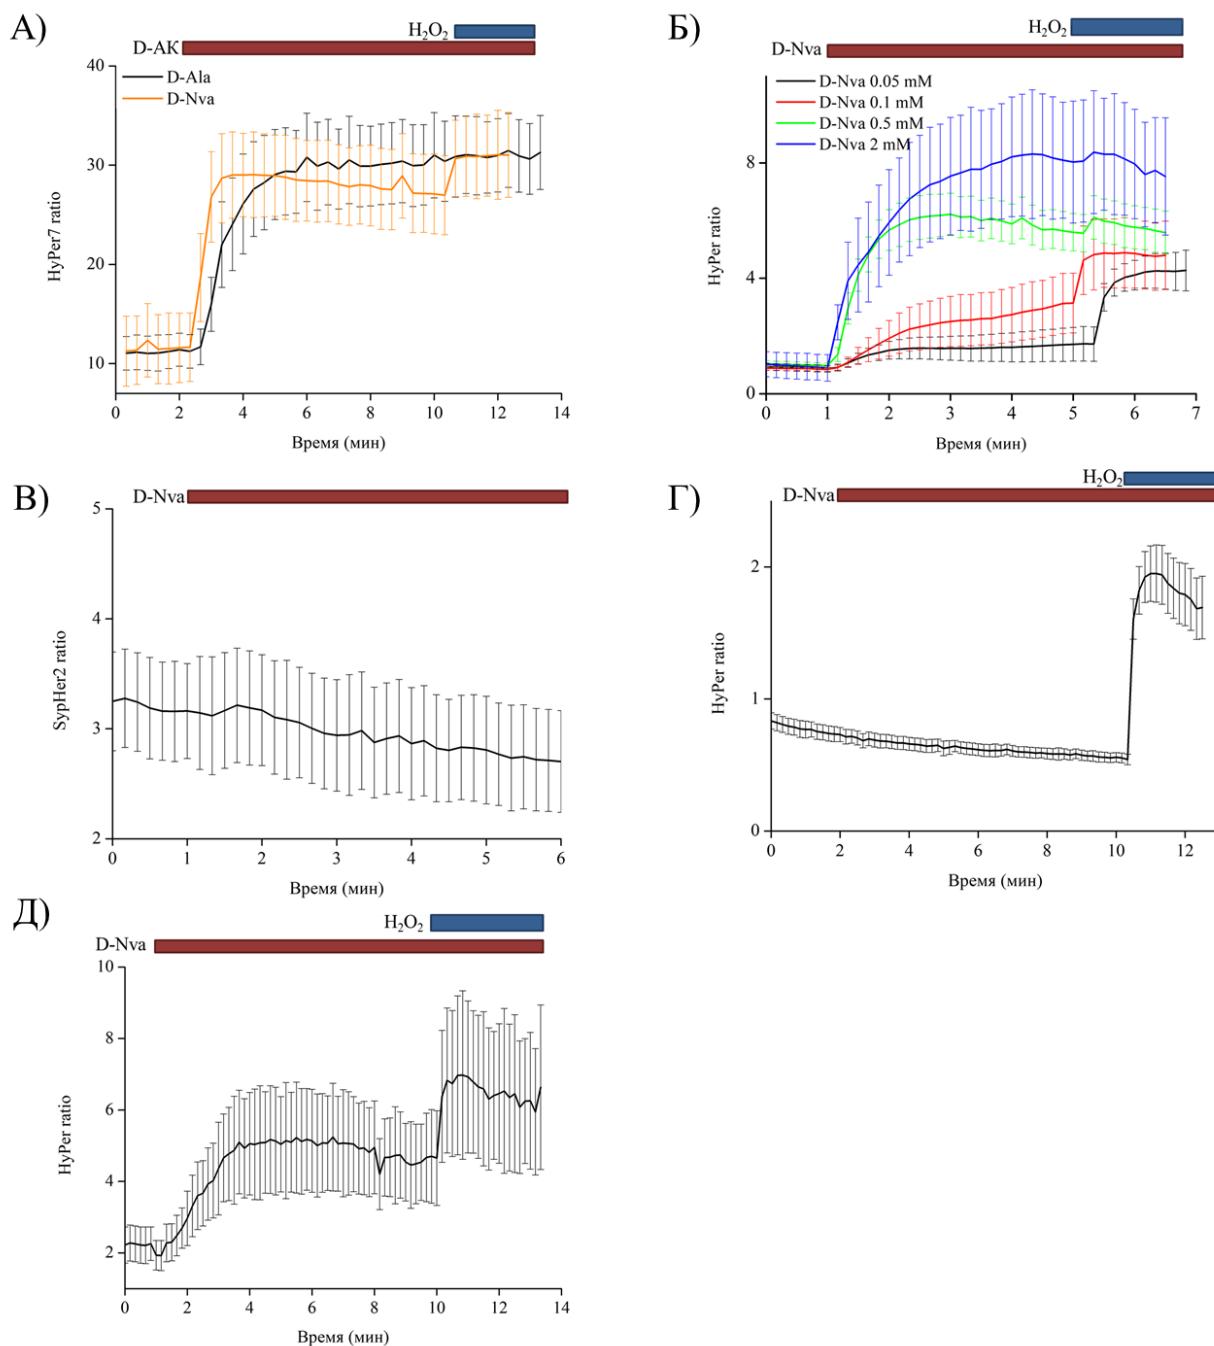 А)
H₂O₂
D-АК
40
30
20
10
HyPer7 ratio
D-Ala
D-Nva
0 2 4 6 8 10 12 14
Время (мин)
Б)
H₂O₂
D-Nva
8
4
0
HyPer ratio
D-Nva 0.05 mM
D-Nva 0.1 mM
D-Nva 0.5 mM
D-Nva 2 mM
0 1 2 3 4 5 6 7
Время (мин)
В)
D-Nva
5
4
3
2
SypHer2 ratio
0 1 2 3 4 5 6
Время (мин)
Г)
H₂O₂
D-Nva
2
1
0
HyPer ratio
0 2 4 6 8 10 12
Время (мин)
Д)
H₂O₂
D-Nva
10
8
6
4
2
HyPer ratio
0 2 4 6 8 10 12 14
Время (мин)